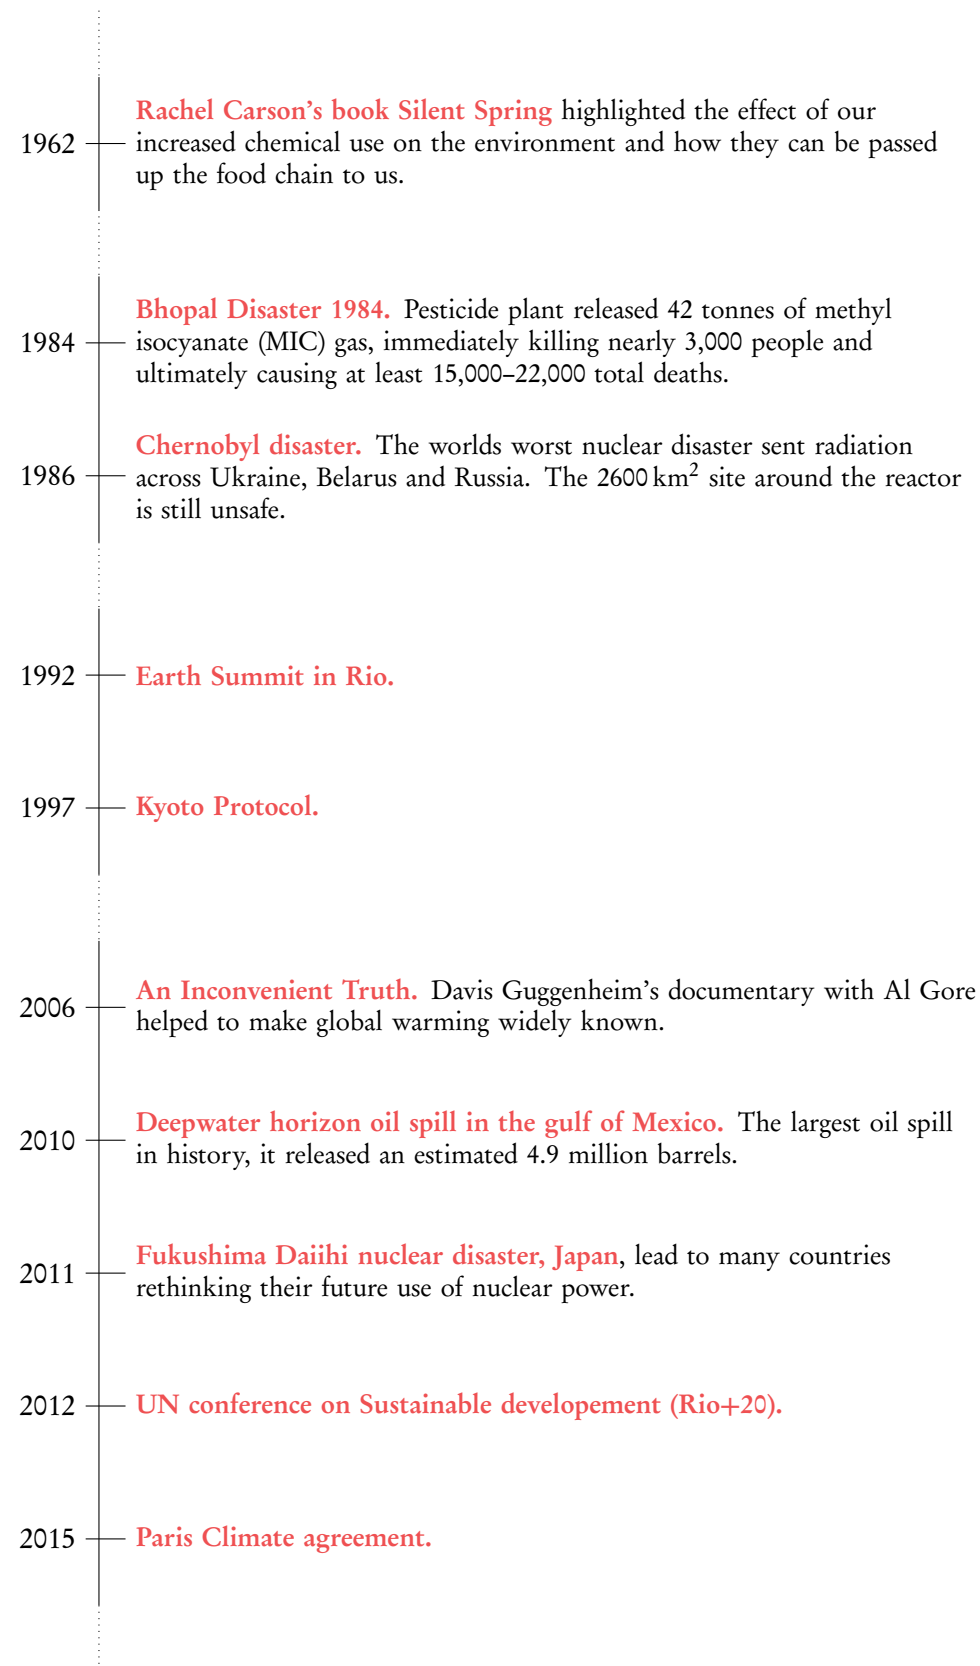 Rachel Carson’s book Silent Spring highlighted the effect of our
1962 increased chemical use on the environment and how they can be passed
up the food chain to us.
Bhopal Disaster 1984. Pesticide plant released 42 tonnes of methyl
1984 isocyanate (MIC) gas, immediately killing nearly 3,000 people and
ultimately causing at least 15,000–22,000 total deaths.
Chernobyl disaster. The worlds worst nuclear disaster sent radiation
1986 across Ukraine, Belarus and Russia. The 2600 km² site around the reactor
is still unsafe.
1992 Earth Summit in Rio.
1997 Kyoto Protocol.
An Inconvenient Truth. Davis Guggenheim’s documentary with Al Gore
2006 helped to make global warming widely known.
Deepwater horizon oil spill in the gulf of Mexico. The largest oil spill
2010 in history, it released an estimated 4.9 million barrels.
Fukushima Daiihi nuclear disaster, Japan, lead to many countries
2011 rethinking their future use of nuclear power.
2012 UN conference on Sustainable developement (Rio+20).
2015 Paris Climate agreement.